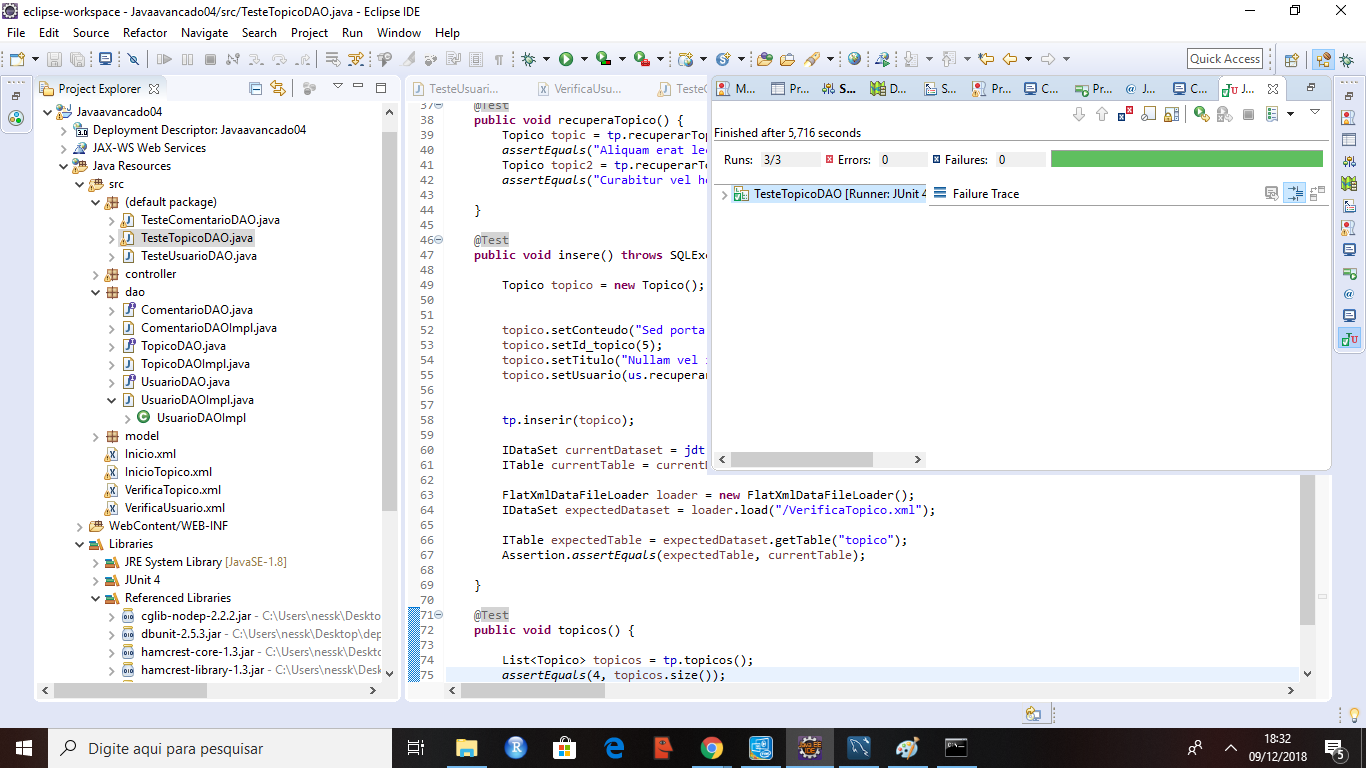 eclipse-workspace - Javaavancado04/src/TesteTopicoDAO.java - Eclipse IDE
File Edit Source Refactor Navigate Search Project Run Window Help
Quick Access
Project Explorer
Javaavancado04
Deployment Descriptor: Javaavancado04
JAX-WS Web Services
Java Resources
src
(default package)
TesteComentarioDAO.java
TesteTopicoDAO.java
TesteUsuarioDAO.java
controller
dao
ComentarioDAO.java
ComentarioDAOImpl.java
TopicoDAO.java
TopicoDAOImpl.java
UsuarioDAO.java
UsuarioDAOImpl.java
UsuarioDAOImpl
model
Inicio.xml
InicioTopico.xml
VerificaTopico.xml
VerificaUsuario.xml
WebContent/WEB-INF
Libraries
JRE System Library [JavaSE-1.8]
JUnit 4
Referenced Libraries
cglib-nodep-2.2.2.jar - C:\Users\nessk\Deskto
dbunit-2.5.3.jar - C:\Users\nessk\Desktop\dep
hamcrest-core-1.3.jar - C:\Users\nessk\Deskto
hamcrest-library-1.3.jar - C:\Users\nessk\Desk
TesteUsuari... VerificaUsu... TesteC
37 @Test
38 public void recuperaTopico() {
39 Topico topic = tp.recuperarTop
40 assertEquals("Aliquam erat lec
41 Topico topic2 = tp.recuperarTo
42 assertEquals("Curabitur vel he
43
44 }
45
46 @Test
47 public void insere() throws SQLExc
48
49 Topico topico = new Topico();
50
51
52 topico.setConteudo("Sed porta
53 topico.setId_topico(5);
54 topico.setTitulo("Nullam vel
55 topico.setUsuario(us.recuperar
56
57
58 tp.inserir(topico);
59
60 IDataSet currentDataset = jdt
61 ITable currentTable = currentD
62
63 FlatXmlDataFileLoader loader = new FlatXmlDataFileLoader();
64 IDataSet expectedDataset = loader.load("/VerificaTopico.xml");
65
66 ITable expectedTable = expectedDataset.getTable("topico");
67 Assertion.assertEquals(expectedTable, currentTable);
68
69 }
70
71 @Test
72 public void topicos() {
73
74 List<Topico> topicos = tp.topicos();
75 assertEquals(4, topicos.size());
M... Pr... S... D... S... Pr... C... Pr... J... C... J...
Finished after 5,716 seconds
Runs: 3/3 Errors: 0 Failures: 0
TesteTopicoDAO [Runner: JUnit 4
Failure Trace
Digite aqui para pesquisar
18:32
09/12/2018
5